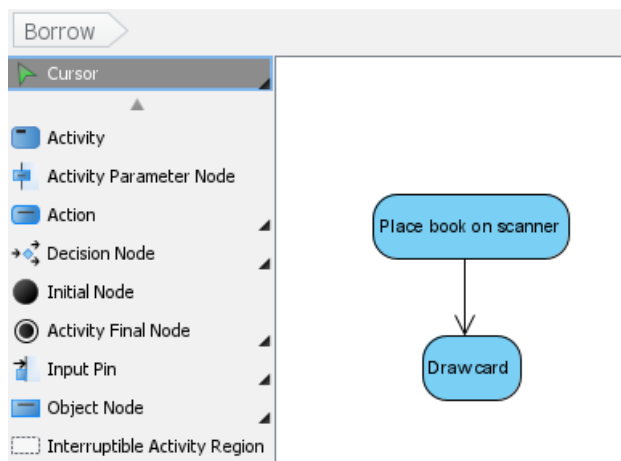 Borrow
Cursor
Activity
Activity Parameter Node
Action
Decision Node
Initial Node
Activity Final Node
Input Pin
Object Node
Interruptible Activity Region
Place book on scanner
Draw card